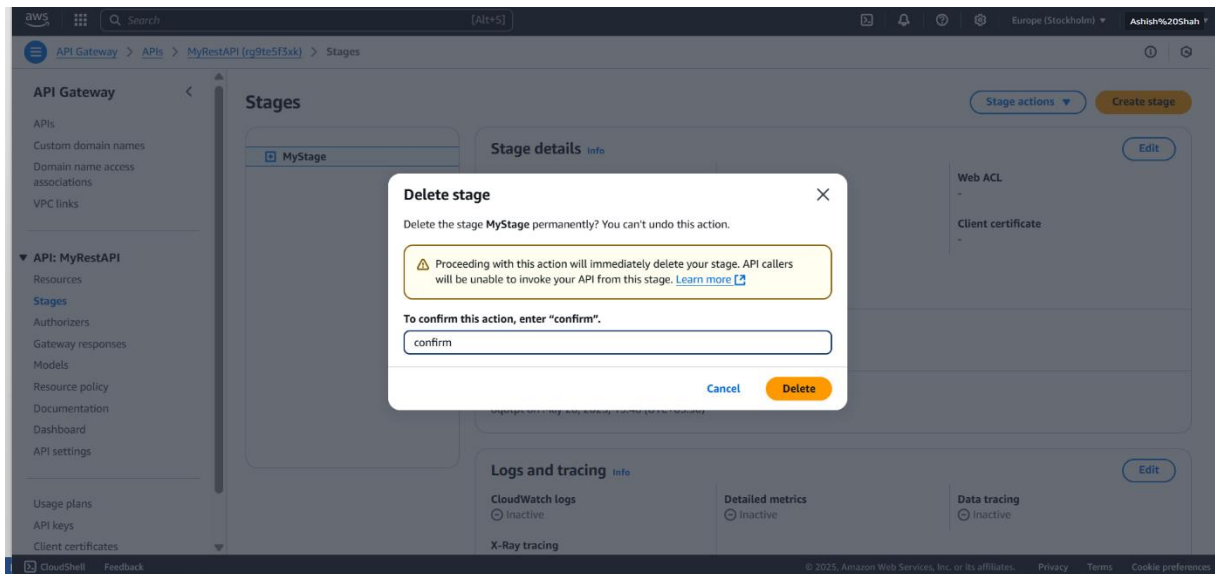 aws
Search
[Alt+S]
Europe (Stockholm)
Ashish%20Shah
API Gateway > APIs > MyRestAPI (rg9te5f3xk) > Stages
API Gateway
APIs
Custom domain names
Domain name access
associations
VPC links
API: MyRestAPI
Resources
Stages
Authorizers
Gateway responses
Models
Resource policy
Documentation
Dashboard
API settings
Usage plans
API keys
Client certificates
Stages
Stage actions
Create stage
MyStage
Stage details Info
Edit
Web ACL
-
Client certificate
-
Delete stage
Delete the stage MyStage permanently? You can't undo this action.
Proceeding with this action will immediately delete your stage. API callers
will be unable to invoke your API from this stage. Learn more
To confirm this action, enter “confirm”.
confirm
Cancel
Delete
Logs and tracing Info
Edit
CloudWatch logs
Inactive
Detailed metrics
Inactive
Data tracing
Inactive
X-Ray tracing
CloudShell Feedback
© 2025, Amazon Web Services, Inc. or its affiliates. Privacy Terms Cookie preferences